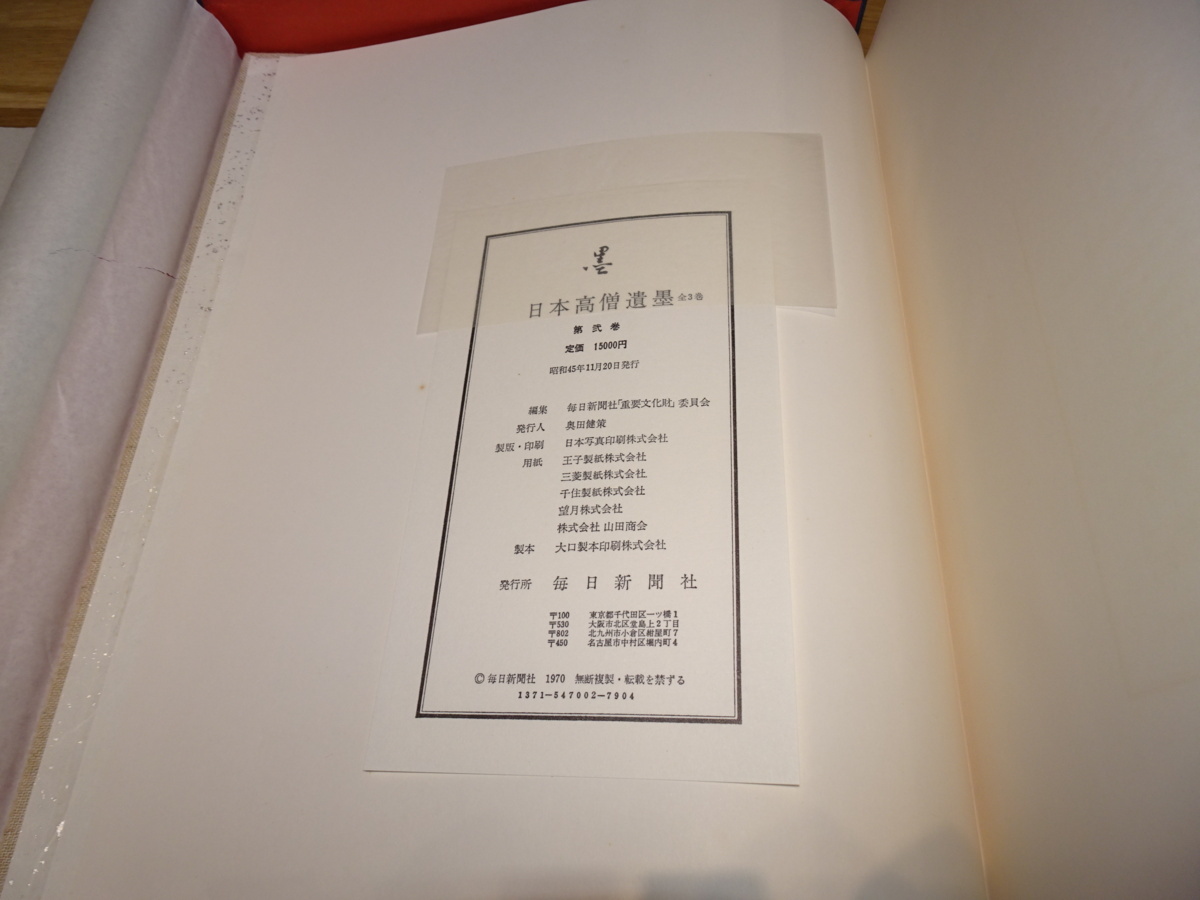 墨
日本高僧遺墨 全3巻
第弐巻
定価 15000円
昭和45年11月20日発行
編集 毎日新聞社「重要文化財」委員会
発行人 奥田健策
製版・印刷 日本写真印刷株式会社
用紙 王子製紙株式会社
三菱製紙株式会社
千住製紙株式会社
望月株式会社
株式会社 山田商会
製本 大口製本印刷株式会社
発行所 毎日新聞社
〒100 東京都千代田区一ツ橋1
〒530 大阪市北区堂島上2丁目
〒802 北九州市小倉区紺屋町7
〒450 名古屋市中村区堀内町4
©毎日新聞社 1970 無断複製・転載を禁ずる
1371-547002-7904